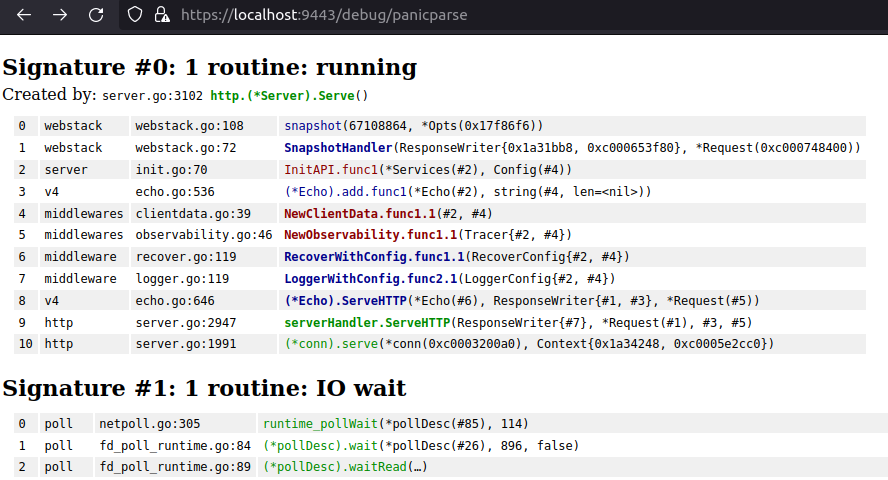 https://localhost:9443/debug/panicparse
Signature #0: 1 routine: running
Created by: server.go:3102 http.(*Server).Serve()
0 webstack webstack.go:108 snapshot(67108864, *Opts(0x17f86f6))
1 webstack webstack.go:72 SnapshotHandler(ResponseWriter{0x1a31bb8, 0xc000653f80}, *Request(0xc000748400))
2 server init.go:70 InitAPI.func1(*Services(#2), Config(#4))
3 v4 echo.go:536 (*Echo).add.func1(*Echo(#2), string(#4, len=<nil>))
4 middlewares clientdata.go:39 NewClientData.func1.1(#2, #4)
5 middlewares observability.go:46 NewObservability.func1.1(Tracer{#2, #4})
6 middleware recover.go:119 RecoverWithConfig.func1.1(RecoverConfig{#2, #4})
7 middleware logger.go:119 LoggerWithConfig.func2.1(LoggerConfig{#2, #4})
8 v4 echo.go:646 (*Echo).ServeHTTP(*Echo(#6), ResponseWriter{#1, #3}, *Request(#5))
9 http server.go:2947 serverHandler.ServeHTTP(ResponseWriter{#7}, *Request(#1), #3, #5)
10 http server.go:1991 (*conn).serve(*conn(0xc0003200a0), Context{0x1a34248, 0xc0005e2cc0})
Signature #1: 1 routine: IO wait
0 poll netpoll.go:305 runtime_pollWait(*pollDesc(#85), 114)
1 poll fd_poll_runtime.go:84 (*pollDesc).wait(*pollDesc(#26), 896, false)
2 poll fd_poll_runtime.go:89 (*pollDesc).waitRead(…)